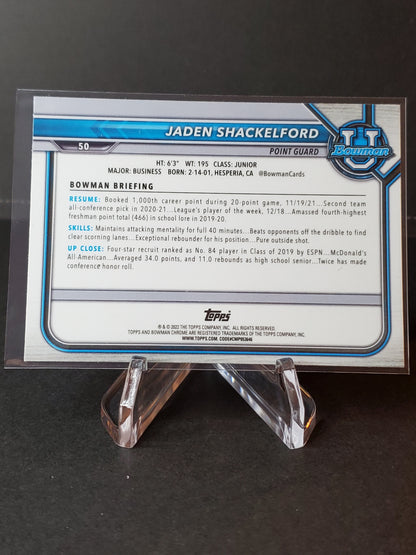 JADEN SHACKELFORD
50
POINT GUARD
U
Bowman
HT: 6'3" WT: 195 CLASS: JUNIOR
MAJOR: BUSINESS BORN: 2-14-01, HESPERIA, CA @BowmanCards
BOWMAN BRIEFING
RESUME: Booked 1,000th career point during 20-point game, 11/19/21...Second team
all-conference pick in 2020-21...League's player of the week, 12/18...Amassed fourth-highest
freshman point total (466) in school lore in 2019-20.
SKILLS: Maintains attacking mentality for full 40 minutes...Beats opponents off the dribble to find
clear scoring lanes...Exceptional rebounder for his position...Pure outside shot.
UP CLOSE: Four-star recruit ranked as No. 84 player in Class of 2019 by ESPN...McDonald's
All-American...Averaged 34.0 points, and 11.0 rebounds as high school senior...Twice has made
conference honor roll.
Topps
® & © 2022 THE TOPPS COMPANY, INC. ALL RIGHTS RESERVED.
TOPPS AND BOWMAN CHROME ARE REGISTERED TRADEMARKS OF THE TOPPS COMPANY, INC.
WWW.TOPPS.COM. CODE#CMP053646